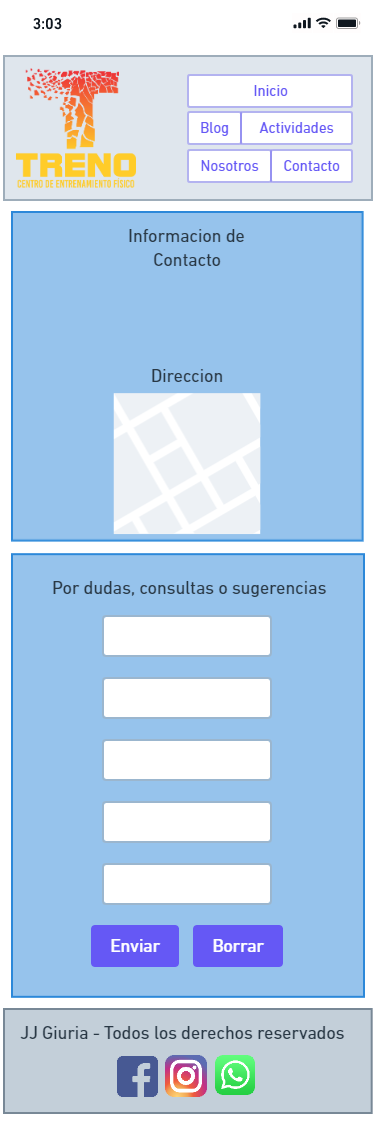 3:03
TRENO
CENTRO DE ENTRENAMIENTO FÍSICO
Inicio
Blog
Actividades
Nosotros
Contacto
Informacion de
Contacto
Direccion
Por dudas, consultas o sugerencias
Enviar
Borrar
JJ Giuria - Todos los derechos reservados